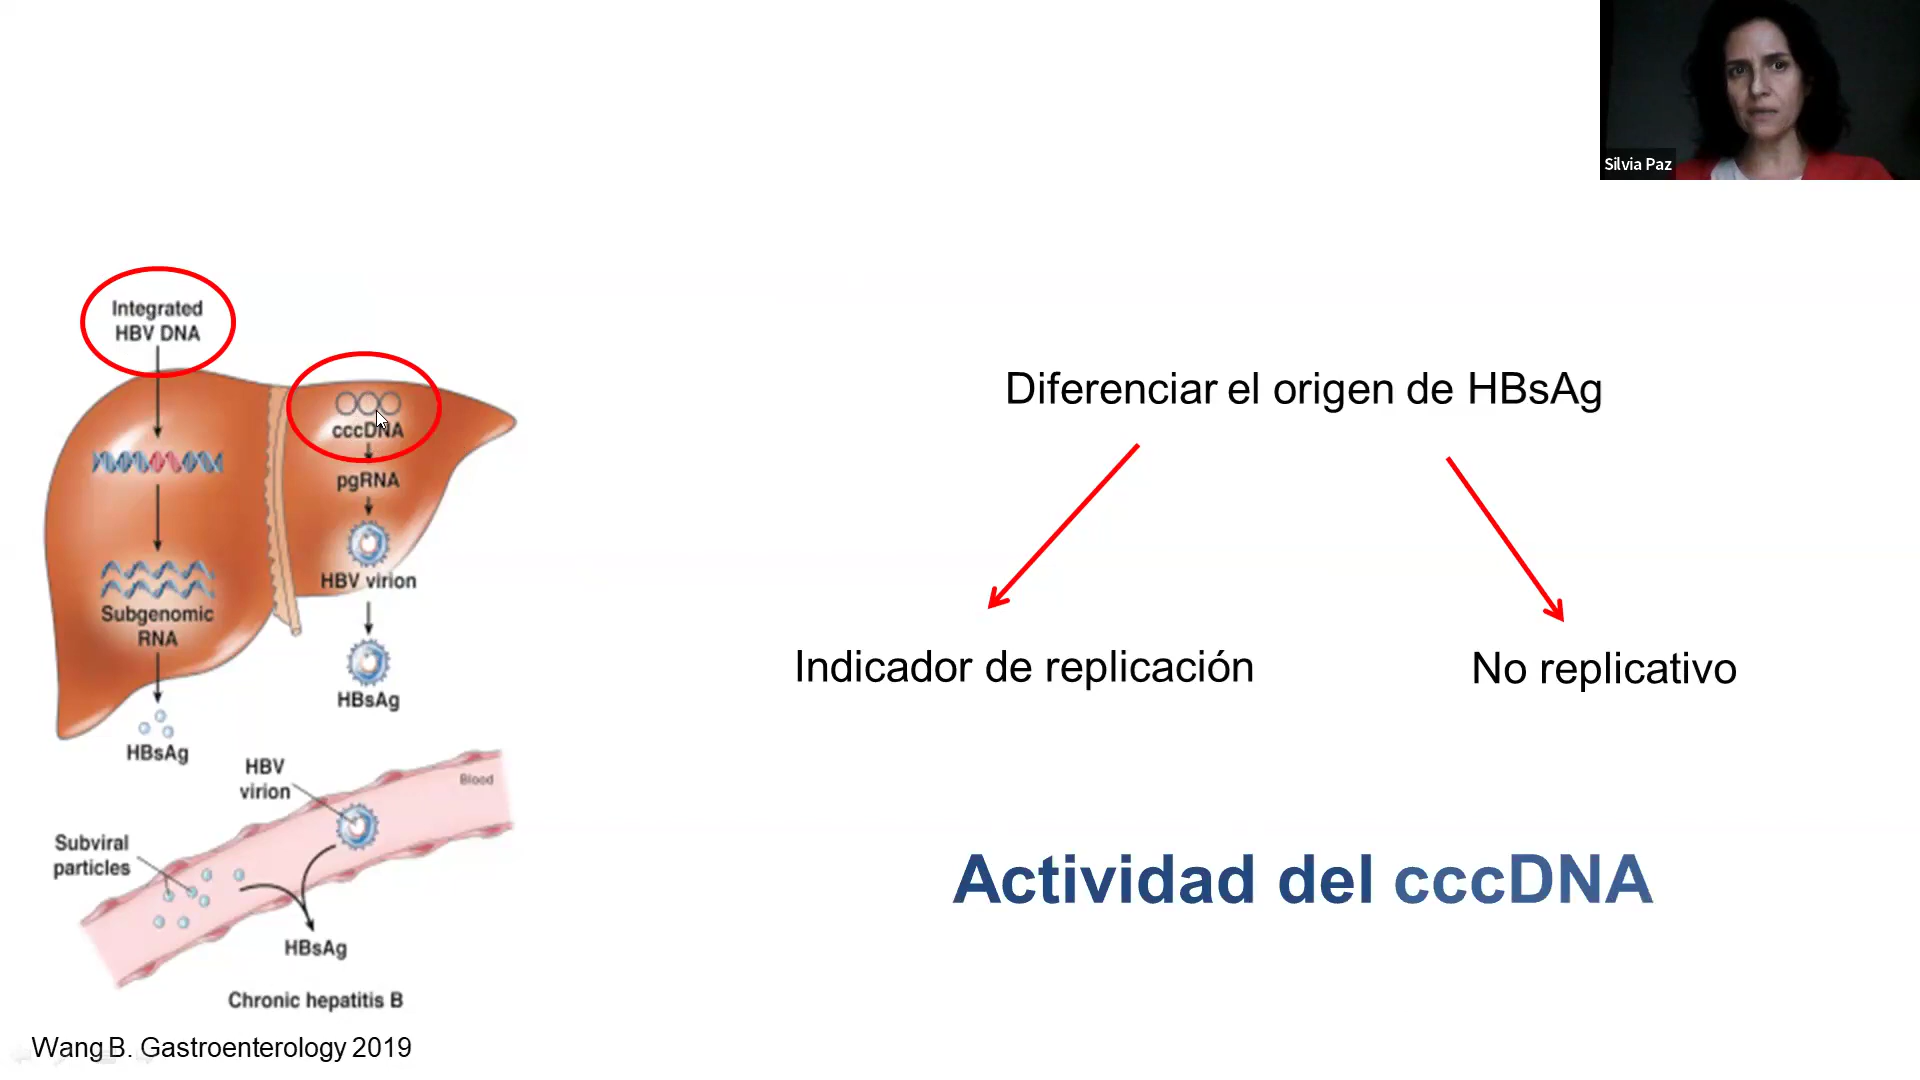 Silvia Paz
Integrated
HBV DNA
cccDNA
pgRNA
HBV virion
HBsAg
Subgenomic
RNA
HBsAg
HBV
virion
Blood
Subviral
particles
HBsAg
Chronic hepatitis B
Wang B. Gastroenterology 2019
Diferenciar el origen de HBsAg
Indicador de replicación
No replicativo
Actividad del cccDNA